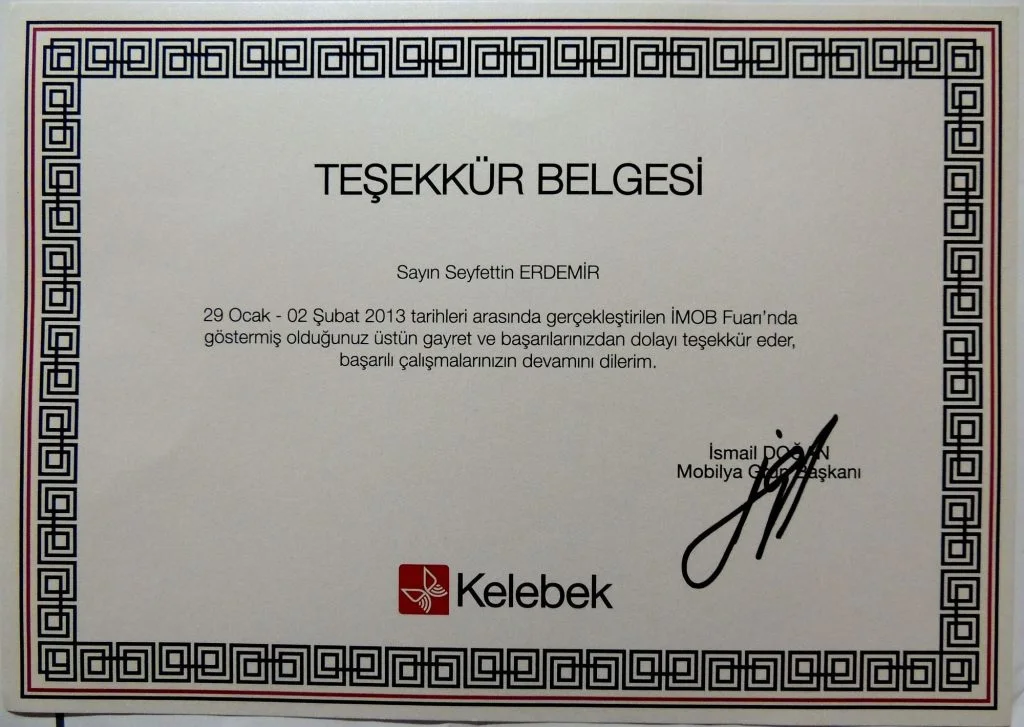 TEŞEKKÜR BELGESİ
Sayın Seyfettin ERDEMİR
29 Ocak - 02 Şubat 2013 tarihleri arasında gerçekleştirilen İMOB Fuarı'nda
göstermiş olduğunuz üstün gayret ve başarılarınızdan dolayı teşekkür eder,
başarılı çalışmalarınızın devamını dilerim.
İsmail DOĞAN
Mobilya Grup Başkanı
Kelebek